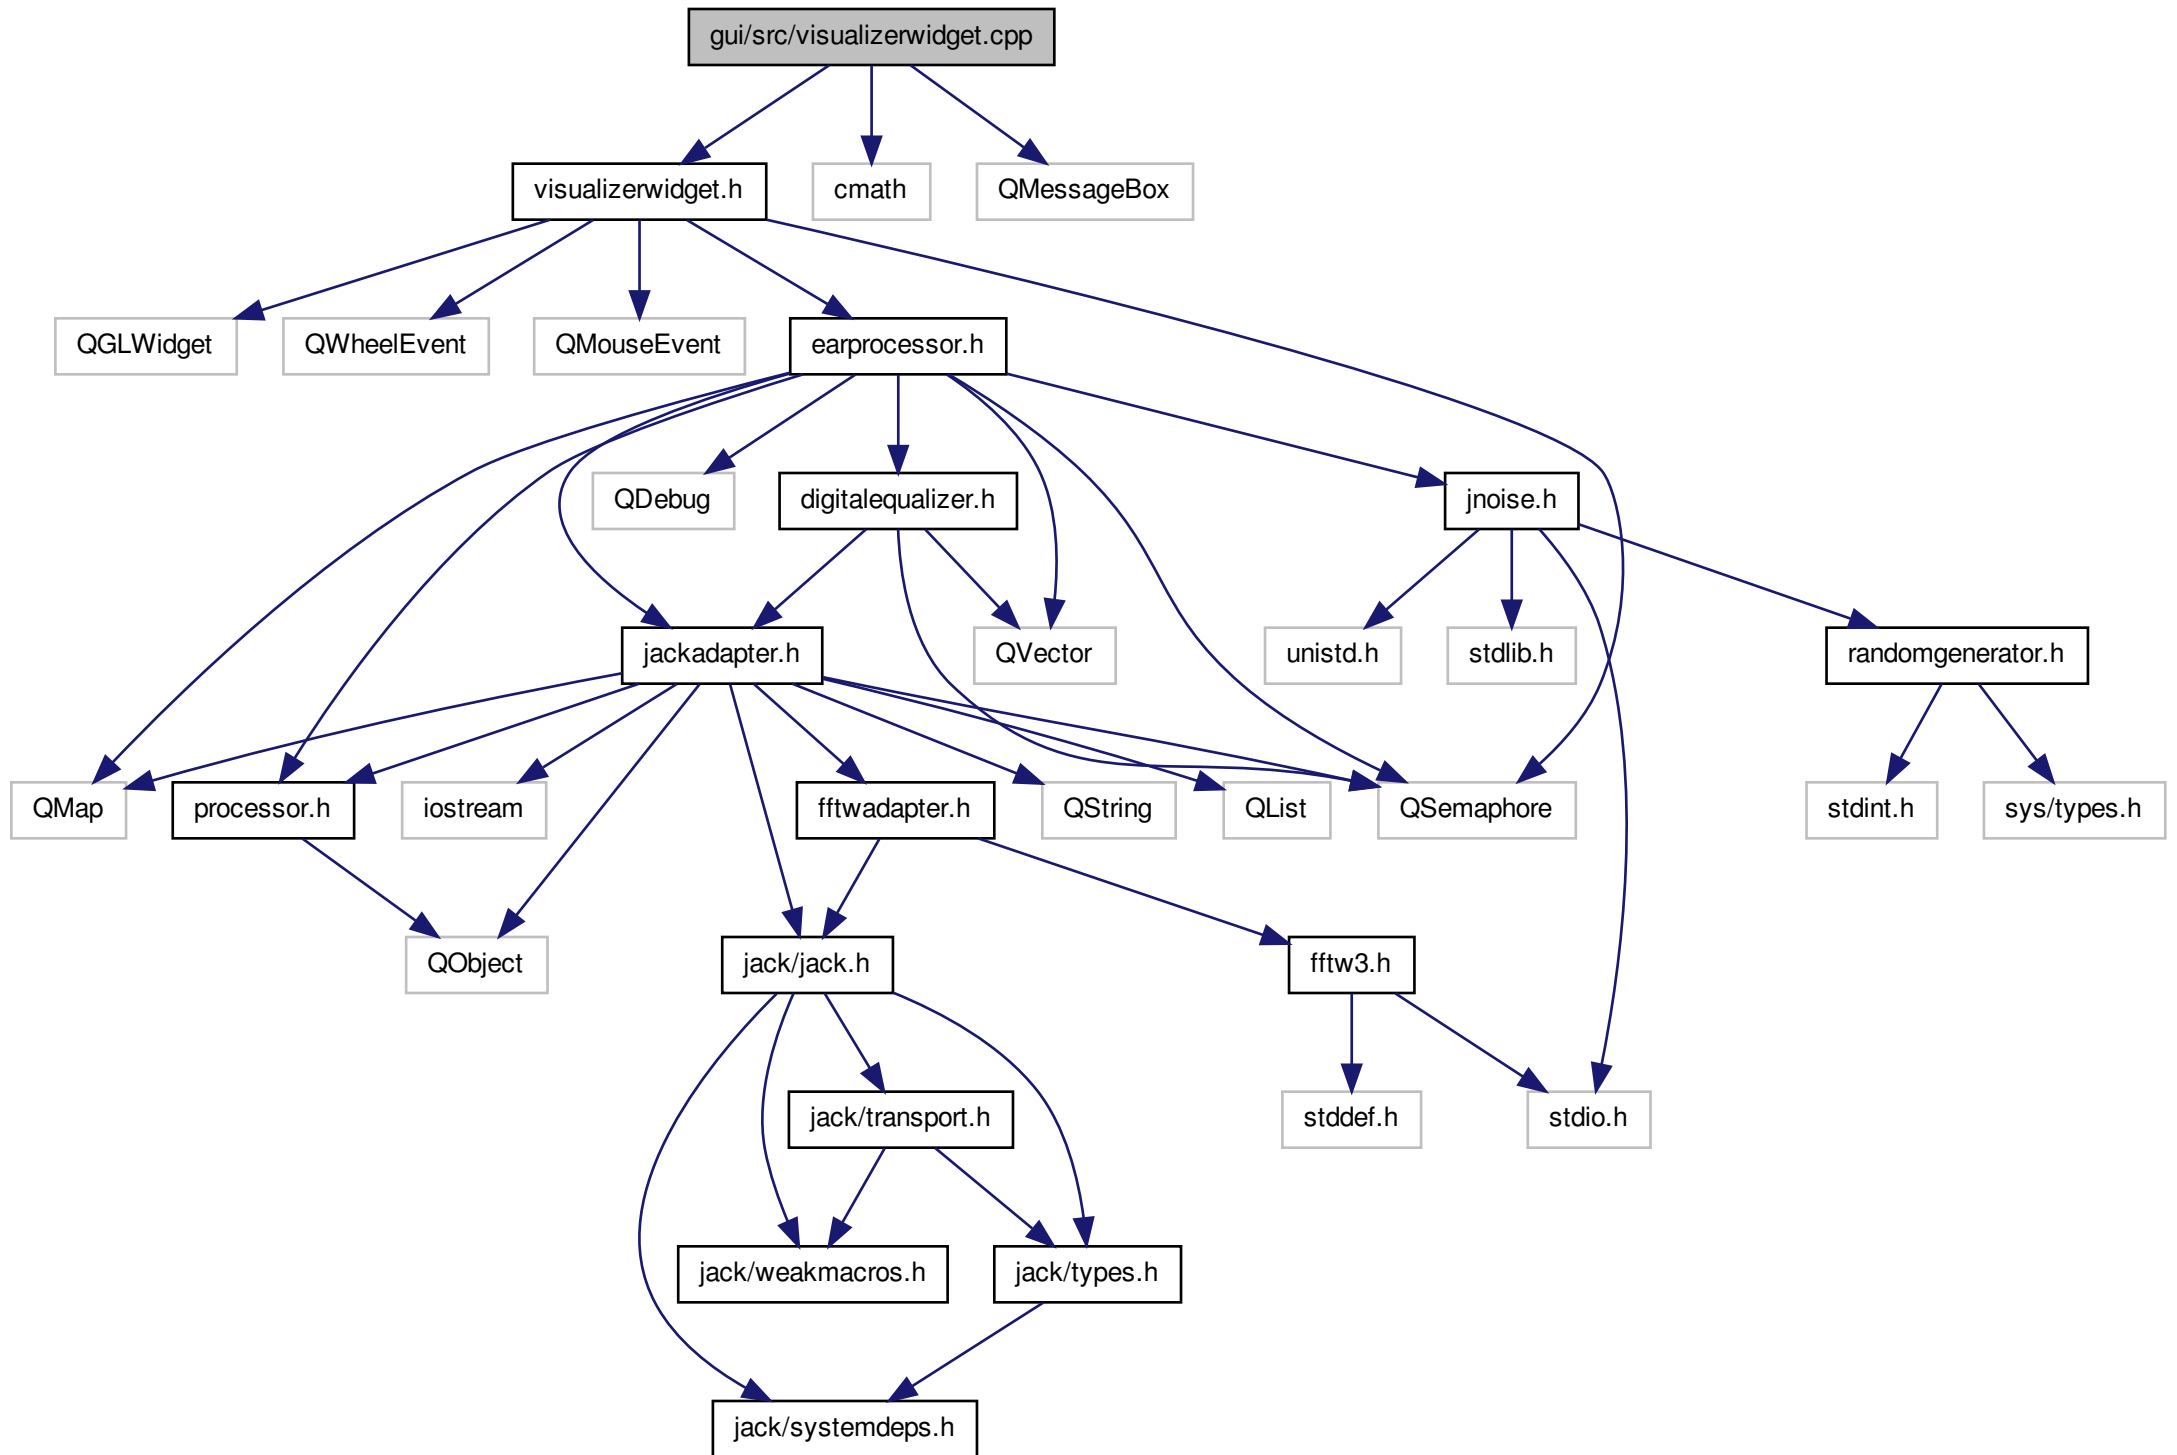 gui/src/visualizerwidget.cpp
visualizerwidget.h
cmath
QMessageBox
QGLWidget
QWheelEvent
QMouseEvent
earprocessor.h
QDebug
digitalequalizer.h
jnoise.h
jackadapter.h
QVector
unistd.h
stdlib.h
randomgenerator.h
QMap
processor.h
iostream
fftwadapter.h
QString
QList
QSemaphore
stdint.h
sys/types.h
QObject
jack/jack.h
fftw3.h
jack/transport.h
stddef.h
stdio.h
jack/weakmacros.h
jack/types.h
jack/systemdeps.h